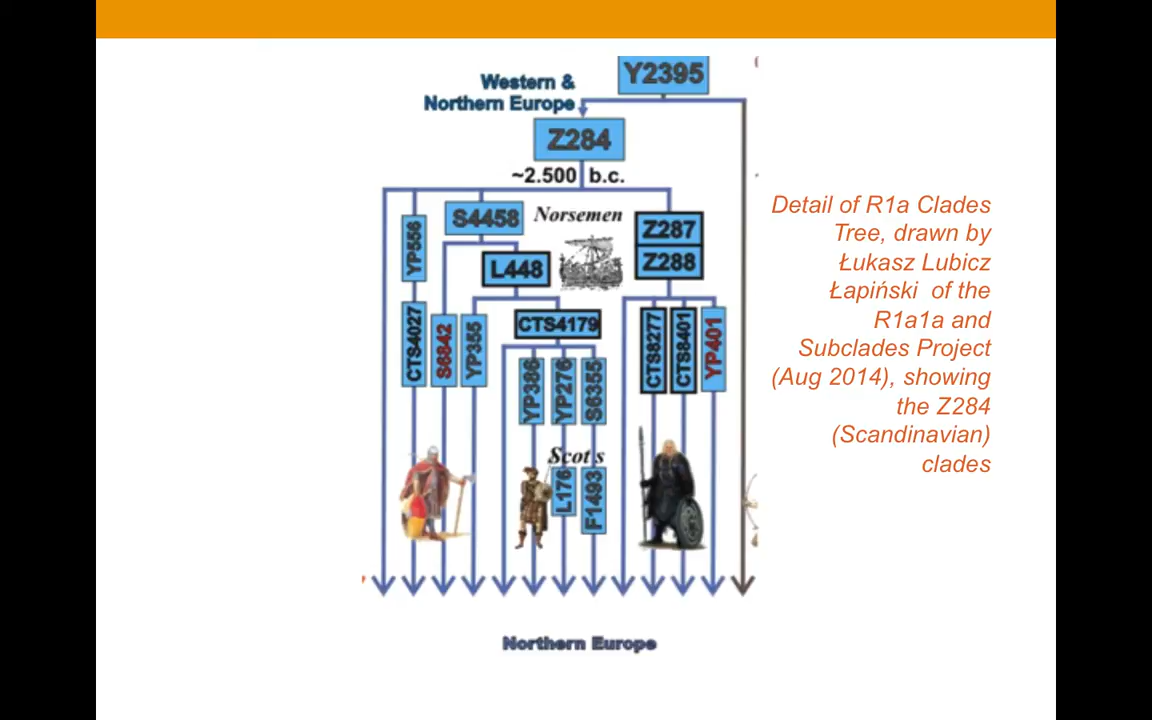 Y2395
Western &
Northern Europe
Z284
~2.500 b.c.
S4458
Norsemen
YP556
Z287
Z288
L448
CTS4179
CTS4027
S6842
YP355
CTS8277
CTS8401
YP401
YP386
YP276
S6355
Scots
L176
F1493
Northern Europe
Detail of R1a Clades
Tree, drawn by
Łukasz Lubicz
Łapiński of the
R1a1a and
Subclades Project
(Aug 2014), showing
the Z284
(Scandinavian)
clades